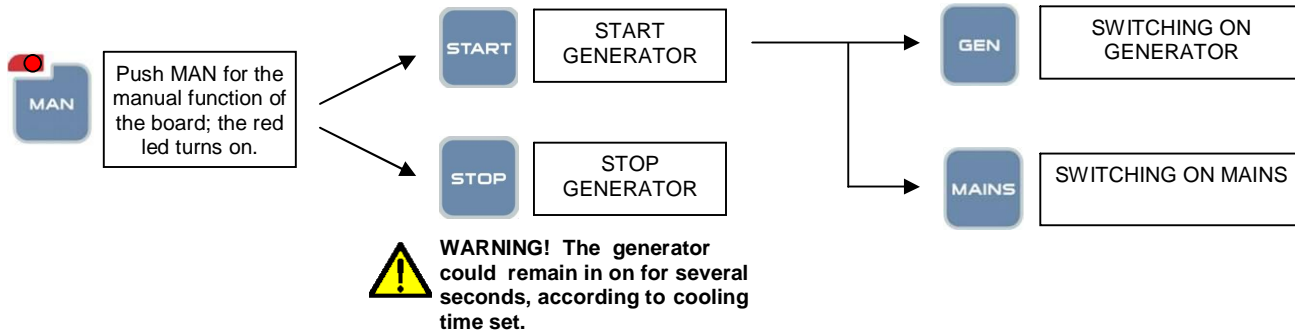 MAN
Push MAN for the
manual function of
the board; the red
led turns on.
START
START
GENERATOR
GEN
SWITCHING ON
GENERATOR
STOP
STOP
GENERATOR
MAINS
SWITCHING ON MAINS
WARNING! The generator
could remain in on for several
seconds, according to cooling
time set.